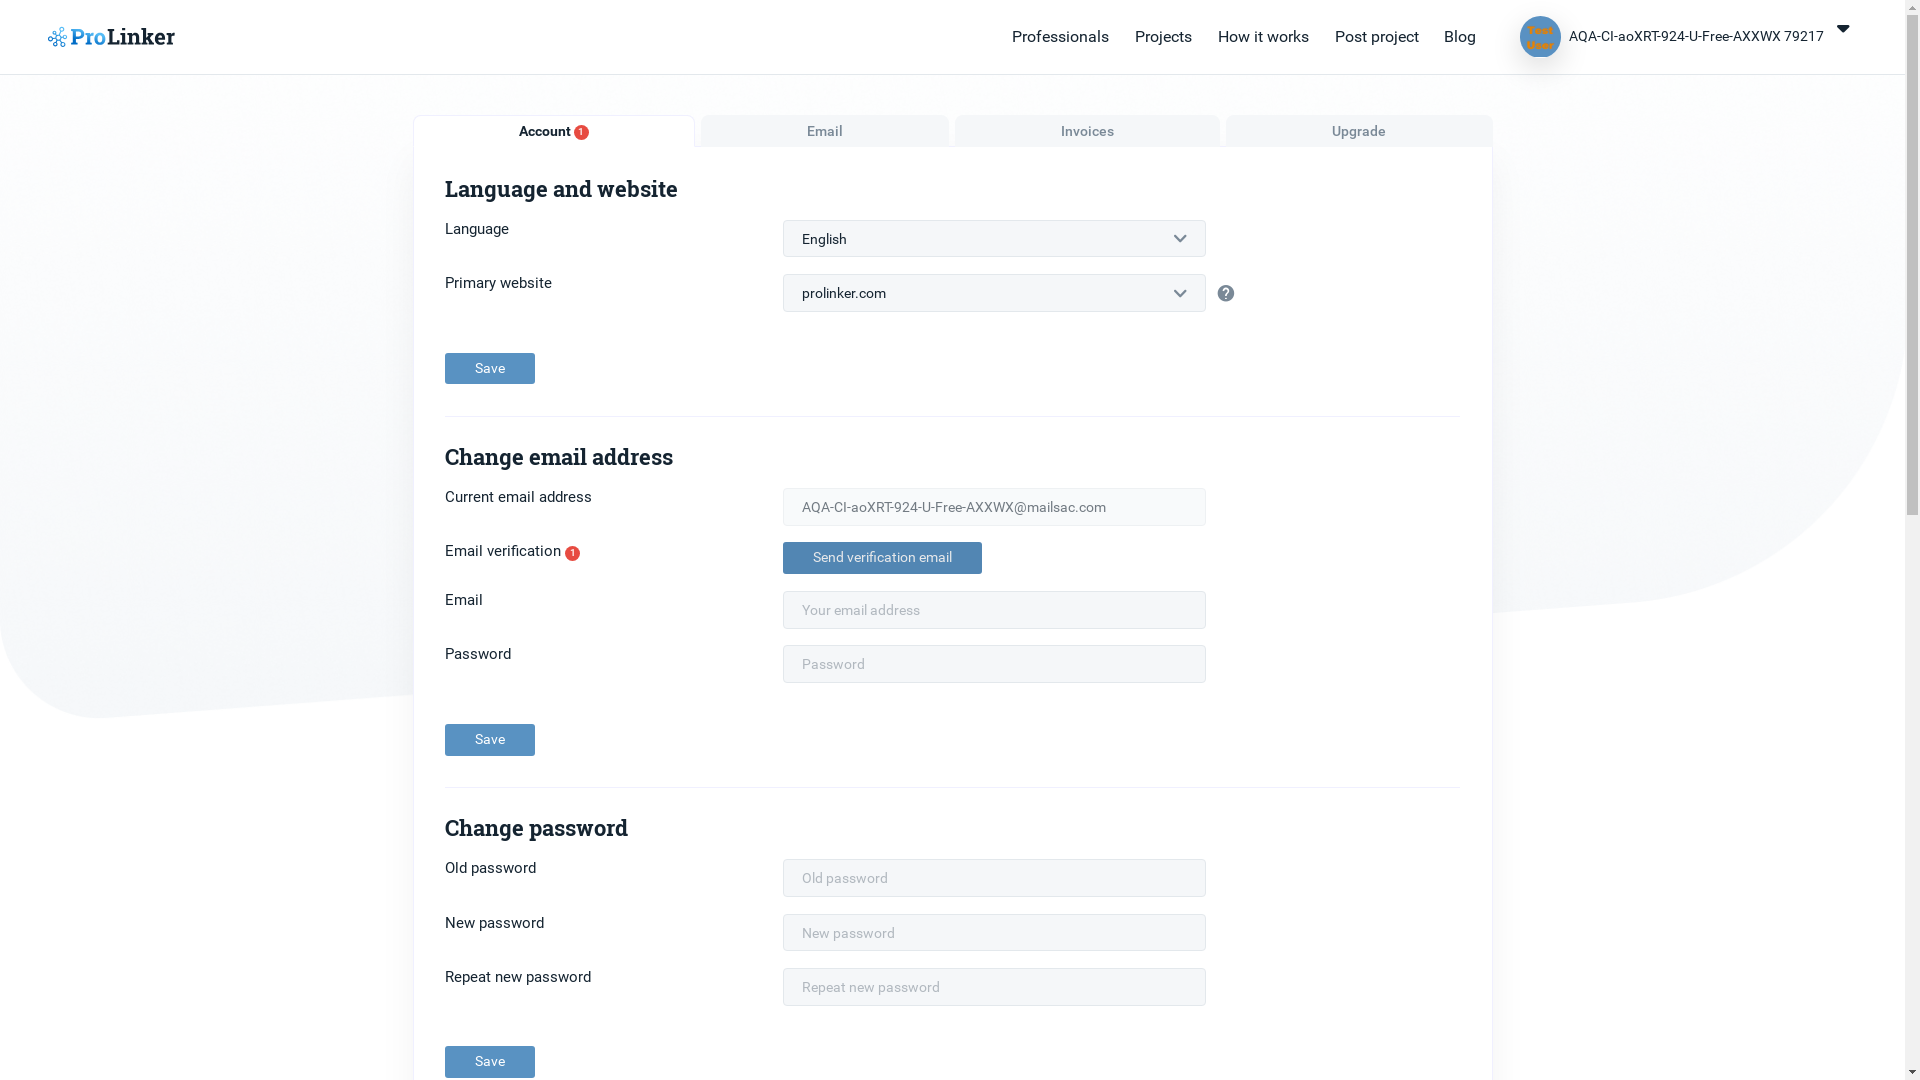 ProLinker
Professionals Projects How it works Post project Blog
Test
User
AQA-CI-aoXRT-924-U-Free-AXXWX 79217
Account 1 Email Invoices Upgrade
Language and website
Language English
Primary website prolinker.com ?
Save
Change email address
Current email address AQA-CI-aoXRT-924-U-Free-AXXWX@mailsac.com
Email verification 1 Send verification email
Email Your email address
Password Password
Save
Change password
Old password Old password
New password New password
Repeat new password Repeat new password
Save